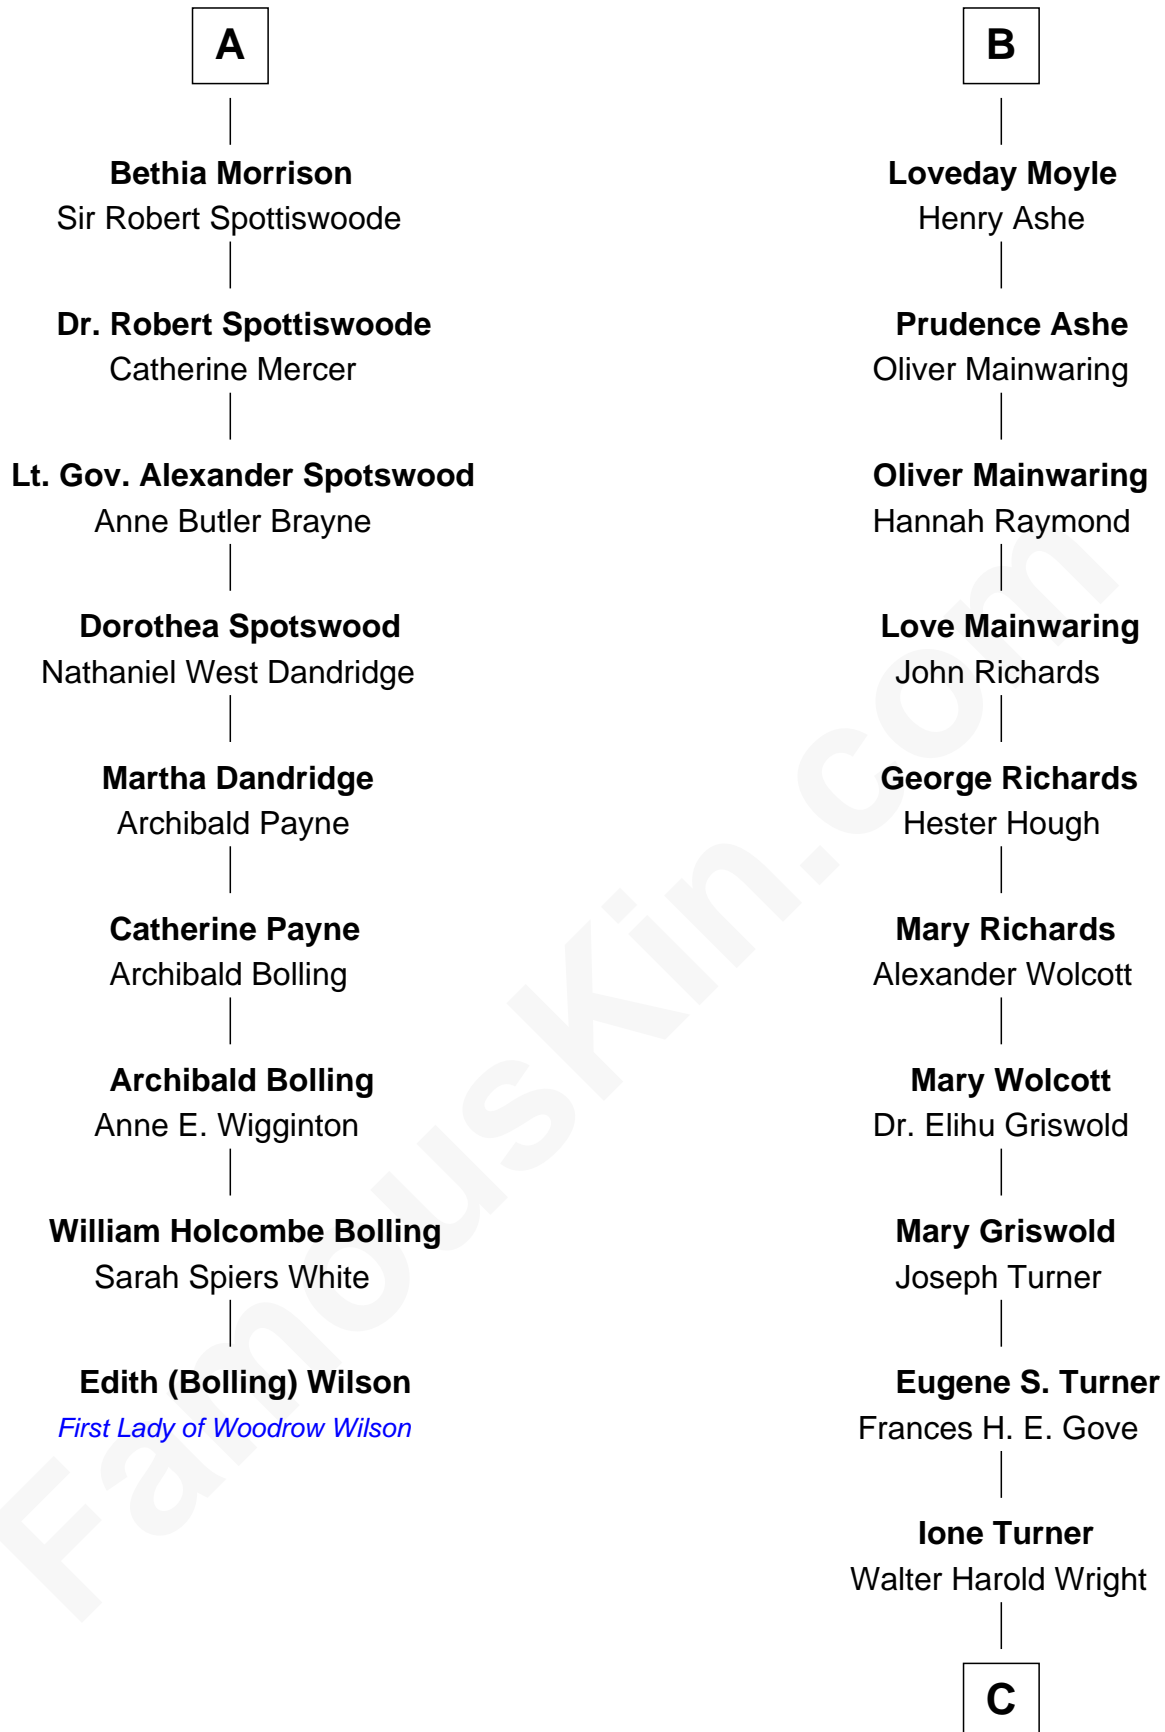 A
Bethia Morrison
Sir Robert Spottiswoode
Dr. Robert Spottiswoode
Catherine Mercer
Lt. Gov. Alexander Spotswood
Anne Butler Brayne
Dorothea Spotswood
Nathaniel West Dandridge
Martha Dandridge
Archibald Payne
Catherine Payne
Archibald Bolling
Archibald Bolling
Anne E. Wigginton
William Holcombe Bolling
Sarah Spiers White
Edith (Bolling) Wilson
First Lady of Woodrow Wilson
B
Loveday Moyle
Henry Ashe
Prudence Ashe
Oliver Mainwaring
Oliver Mainwaring
Hannah Raymond
Love Mainwaring
John Richards
George Richards
Hester Hough
Mary Richards
Alexander Wolcott
Mary Wolcott
Dr. Elihu Griswold
Mary Griswold
Joseph Turner
Eugene S. Turner
Frances H. E. Gove
Ione Turner
Walter Harold Wright
C
FamousKin.com